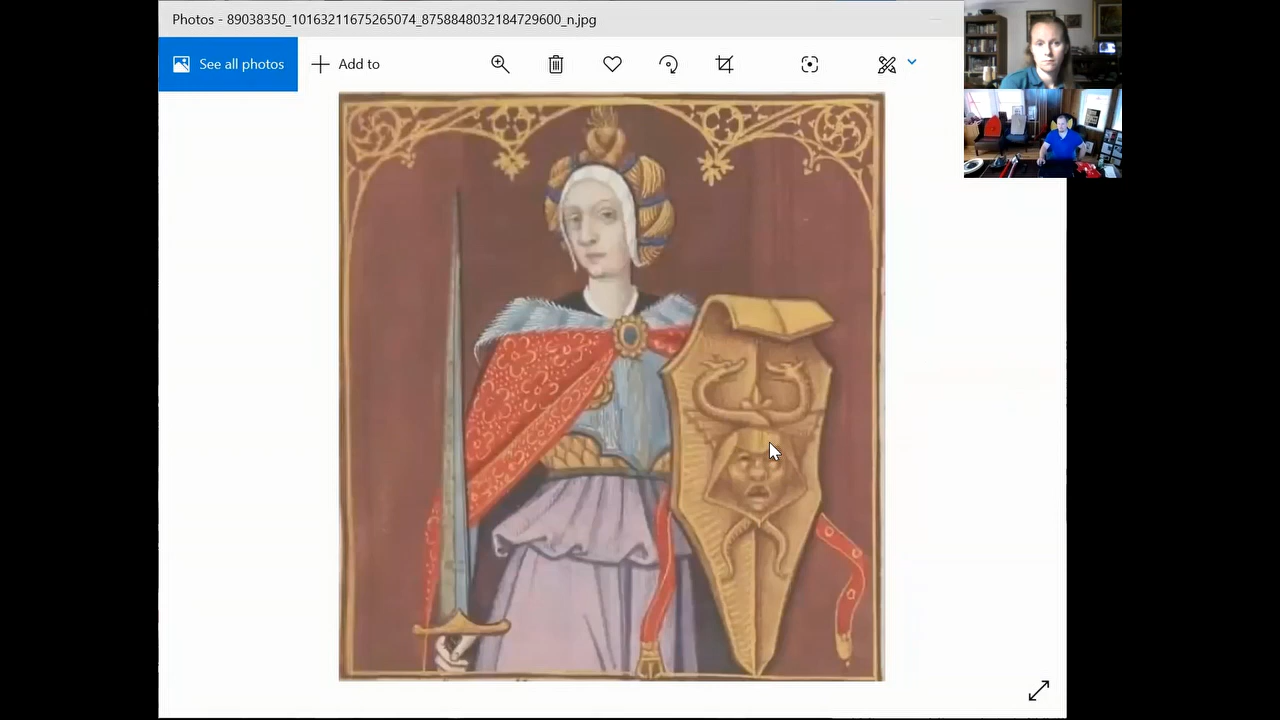 Photos - 89038350_10163211675265074_8758848032184729600_n.jpg
See all photos
Add to